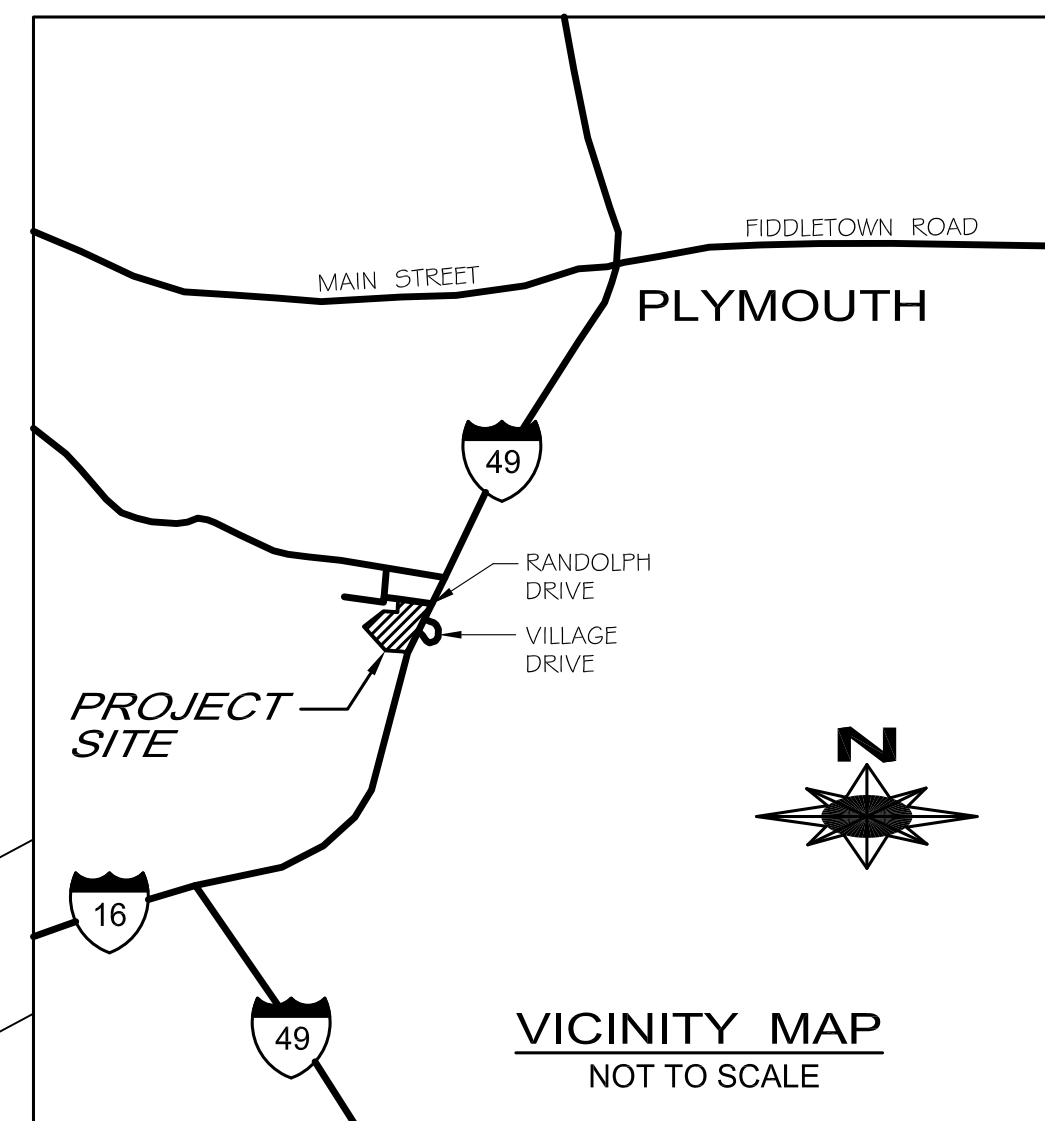 FIDDLETOWN ROAD
MAIN STREET
PLYMOUTH
49
RANDOLPH
DRIVE
VILLAGE
DRIVE
PROJECT
SITE
N
16
49
VICINITY MAP
NOT TO SCALE